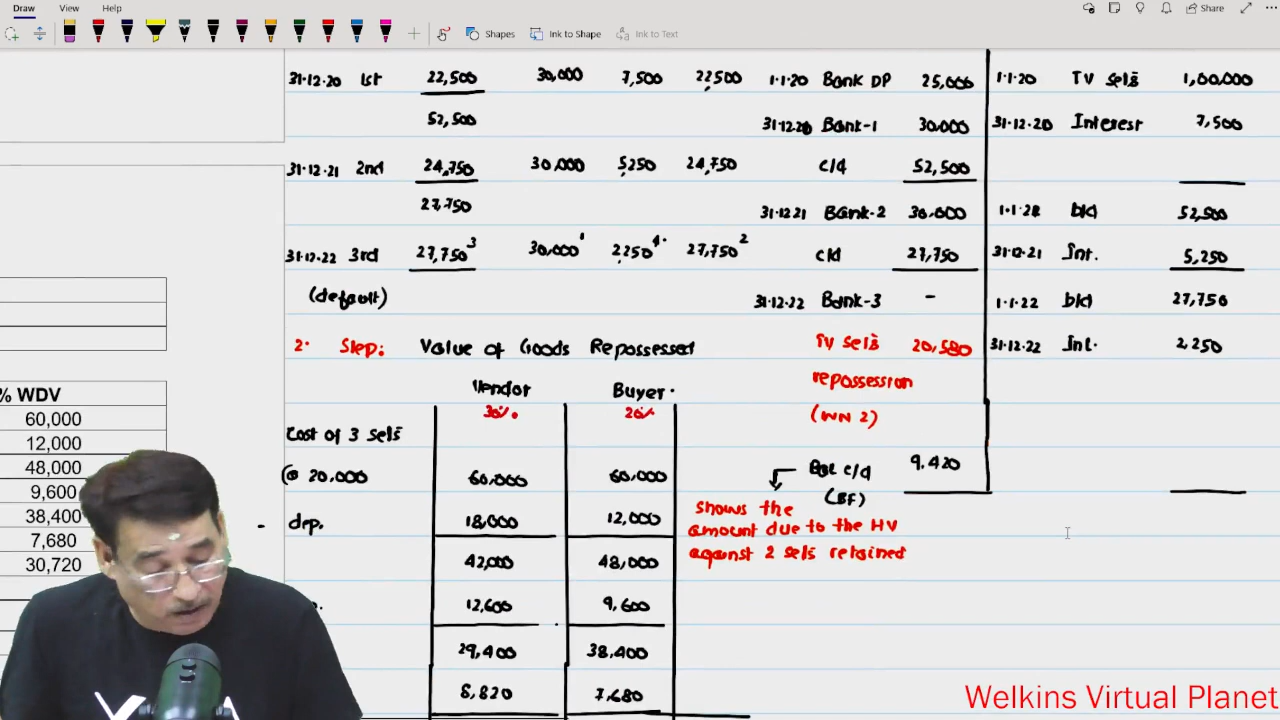 Draw View Help
Share
Shapes Ink to Shape Ink to Text
31.12.20 1st 22,500 30,000 7,500 22,500
52,500
31.12.21 2nd 24,750 30,000 5,250 24,750
27,750
31.12.22 3rd 27,750³ 30,000¹ 2,250⁴· 27,750²
(default)
2· Step: Value of Goods Repossessed
Vendor Buyer·
30% 20%
Cost of 3 sets
@ 20,000 60,000 60,000
- dep. 18,000 12,000
42,000 48,000
12,600 9,600
29,400 38,400
8,820 7,680
% WDV
60,000
12,000
48,000
9,600
38,400
7,680
30,720
1.1.20 Bank DP 25,000 1.1.20 TV sets 1,00,000
31.12.20 Bank-1 30,000 31.12.20 Interest 7,500
c/d 52,500
31.12.21 Bank-2 30,000 b/d 52,500
c/d 27,750 31.12.21 Int. 5,250
31.12.22 Bank-3 - 1.1.22 b/d 27,750
TV sets 20,580 31.12.22 Int. 2,250
repossession
(WN 2)
Bal c/d 9,420
(BF)
shows the
amount due to the HV
against 2 sets retained
Welkins Virtual Planet